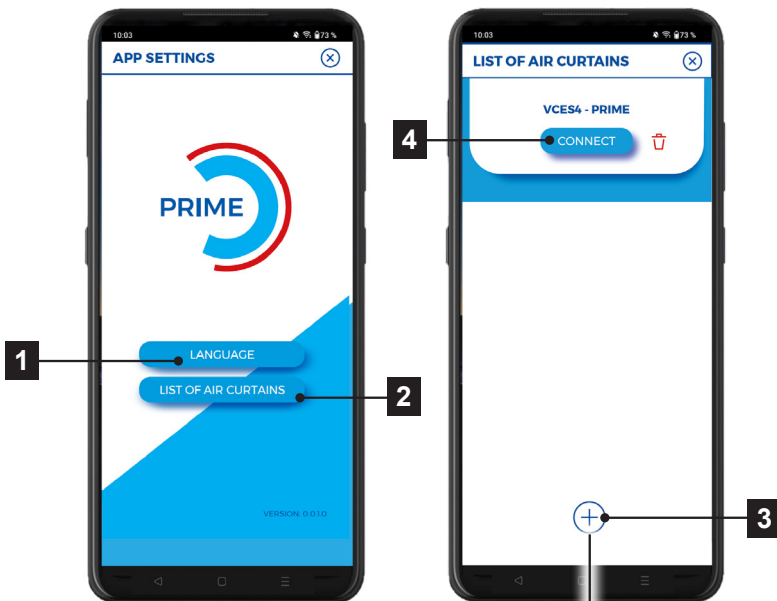 10:03
73 %
APP SETTINGS
PRIME
1
LANGUAGE
LIST OF AIR CURTAINS
2
VERSION: 0.0.1.0.
10:03
73 %
LIST OF AIR CURTAINS
VCES4 - PRIME
4
CONNECT
3